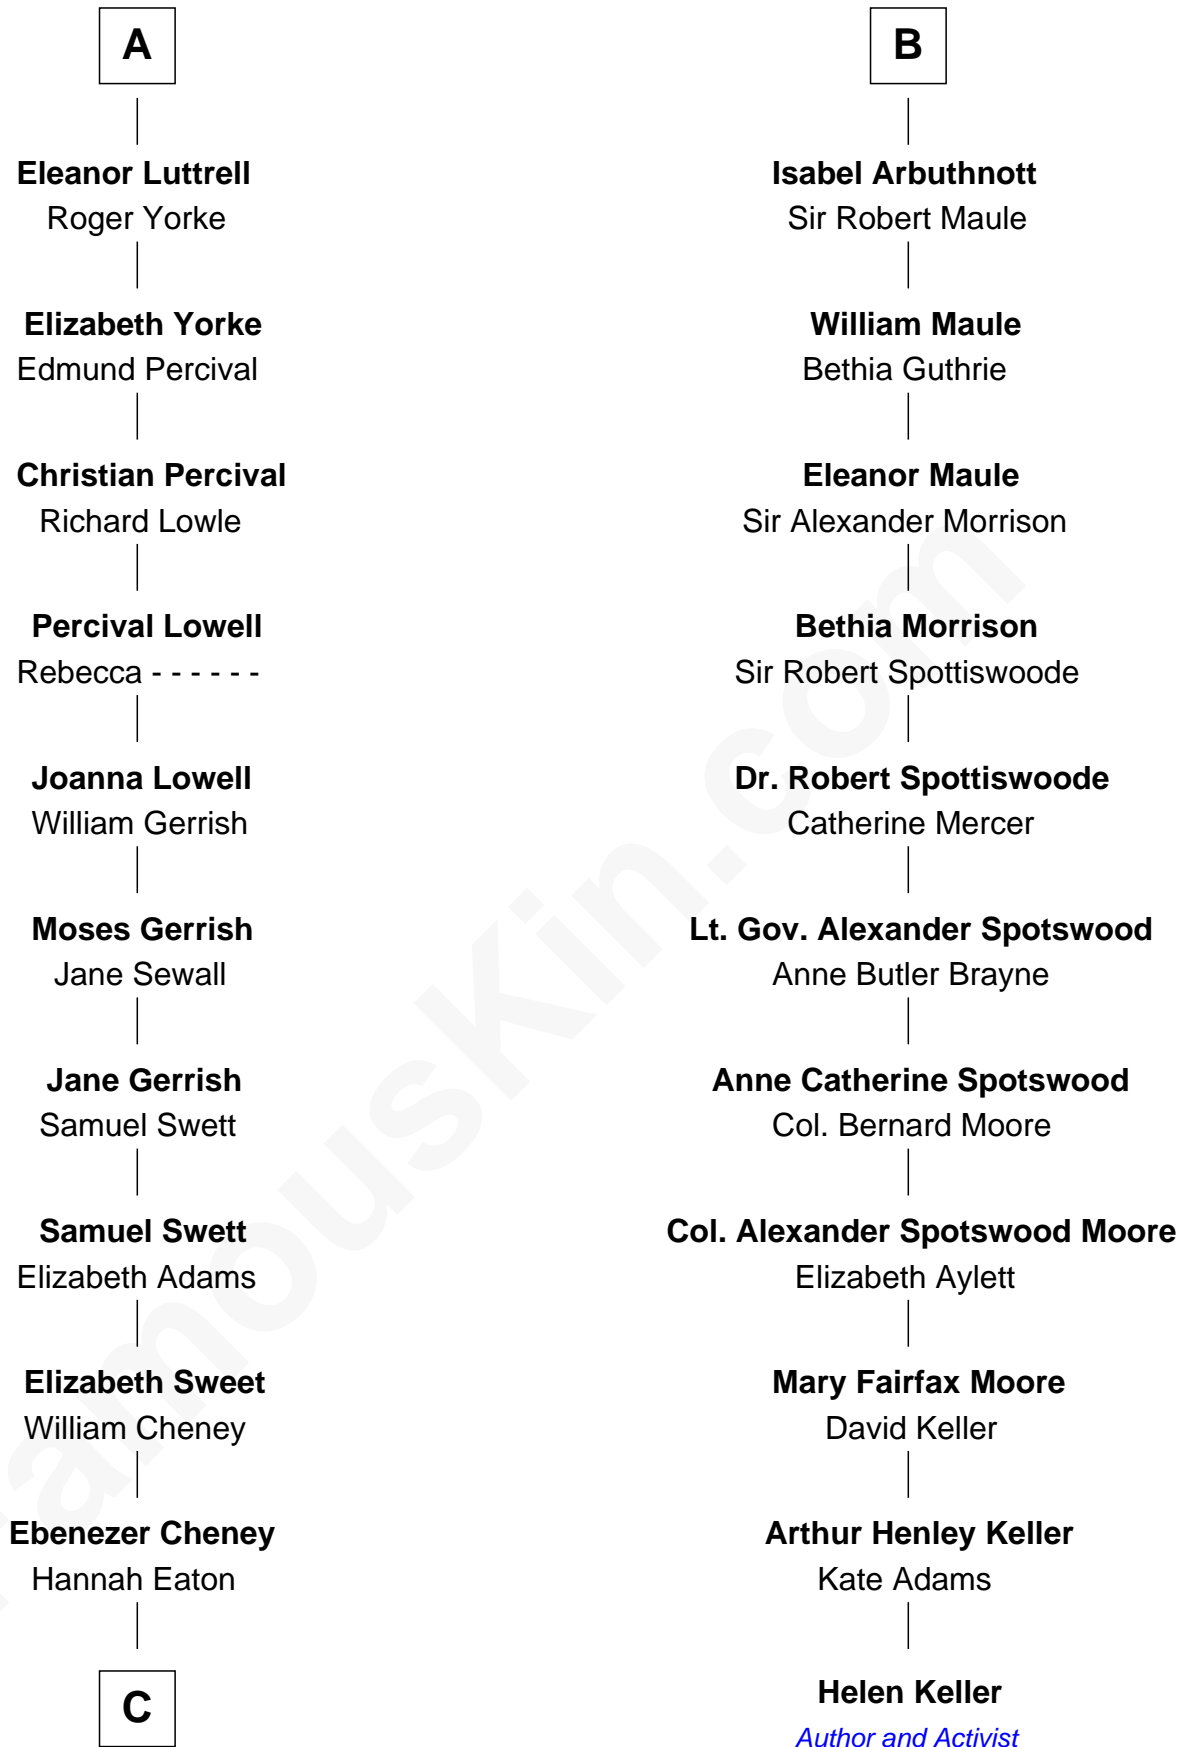 A
Eleanor Luttrell
Roger Yorke
Elizabeth Yorke
Edmund Percival
Christian Percival
Richard Lowle
Percival Lowell
Rebecca - - - - - -
Joanna Lowell
William Gerrish
Moses Gerrish
Jane Sewall
Jane Gerrish
Samuel Swett
Samuel Swett
Elizabeth Adams
Elizabeth Sweet
William Cheney
Ebenezer Cheney
Hannah Eaton
C
B
Isabel Arbuthnott
Sir Robert Maule
William Maule
Bethia Guthrie
Eleanor Maule
Sir Alexander Morrison
Bethia Morrison
Sir Robert Spottiswoode
Dr. Robert Spottiswoode
Catherine Mercer
Lt. Gov. Alexander Spotswood
Anne Butler Brayne
Anne Catherine Spotswood
Col. Bernard Moore
Col. Alexander Spotswood Moore
Elizabeth Aylett
Mary Fairfax Moore
David Keller
Arthur Henley Keller
Kate Adams
Helen Keller
Author and Activist
FamousKin.com